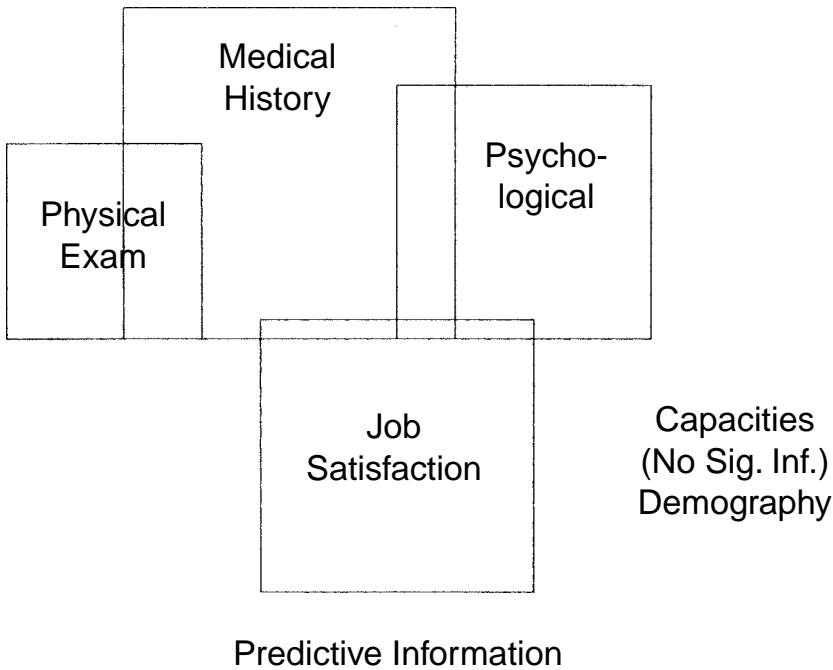 Medical
History
Psycho-
logical
Physical
Exam
Job
Satisfaction
Capacities
(No Sig. Inf.)
Demography
Predictive Information